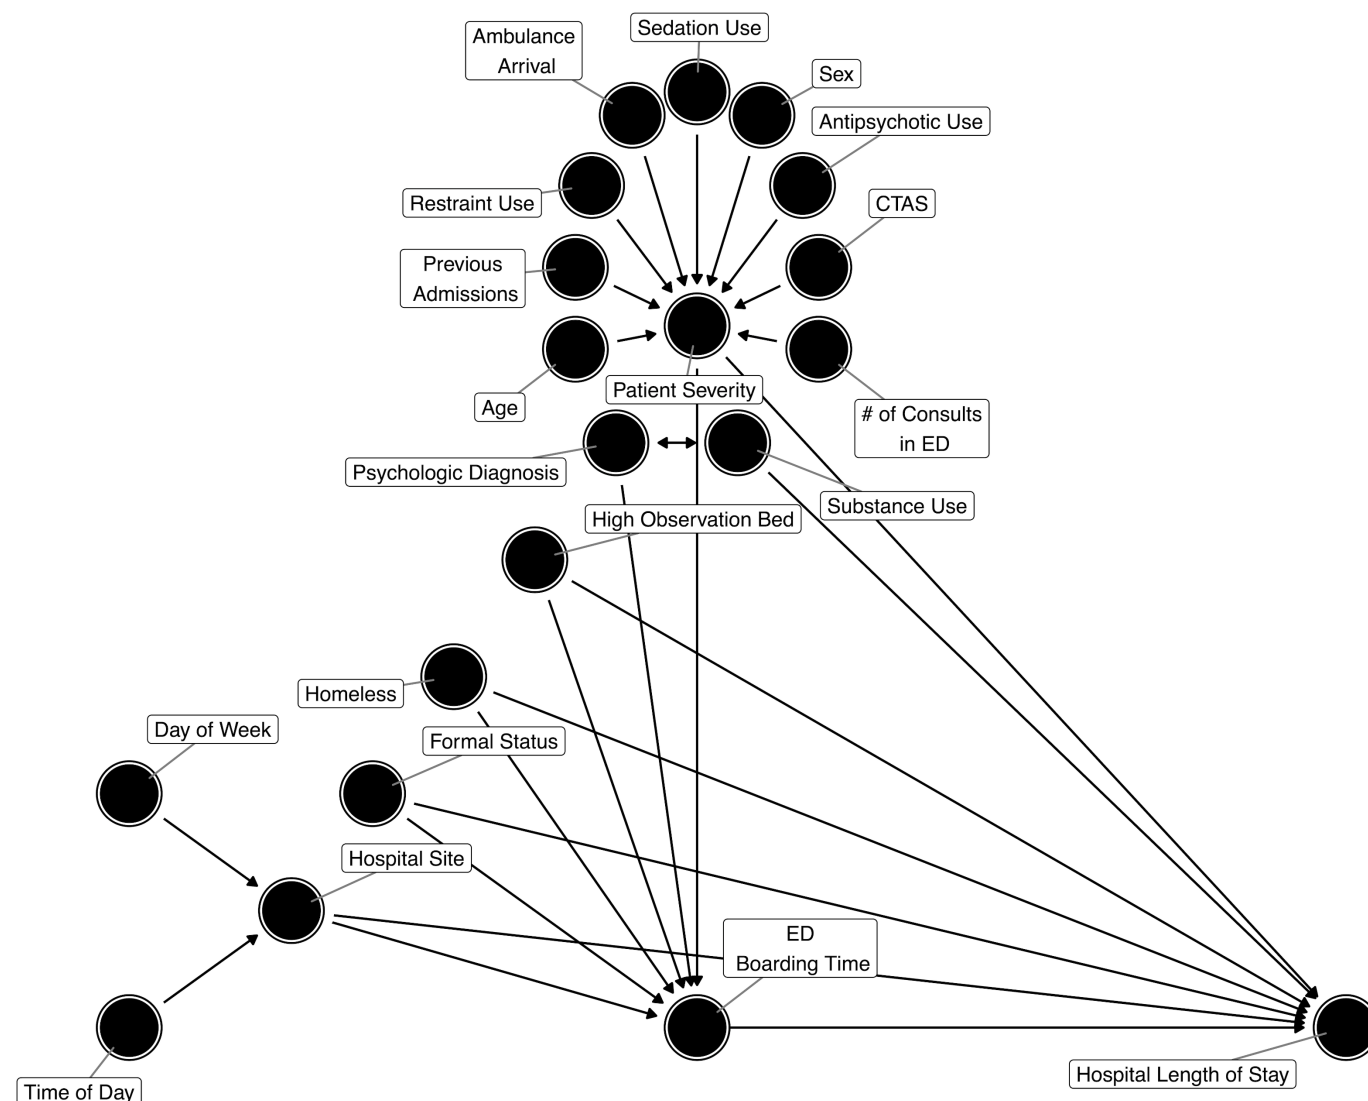 Sedation Use
Ambulance
Arrival
Sex
Antipsychotic Use
Restraint Use
CTAS
Previous
Admissions
Age
Patient Severity
# of Consults
in ED
Psychologic Diagnosis
Substance Use
High Observation Bed
Homeless
Day of Week
Formal Status
Hospital Site
ED
Boarding Time
Hospital Length of Stay
Time of Day